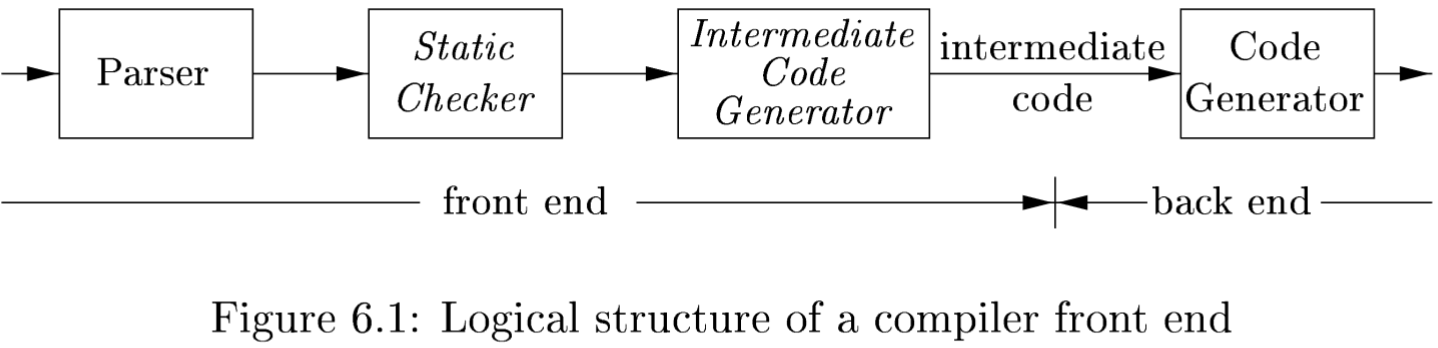 Parser
Static
Checker
Intermediate
Code
Generator
intermediate
code
Code
Generator
front end
back end
Figure 6.1: Logical structure of a compiler front end